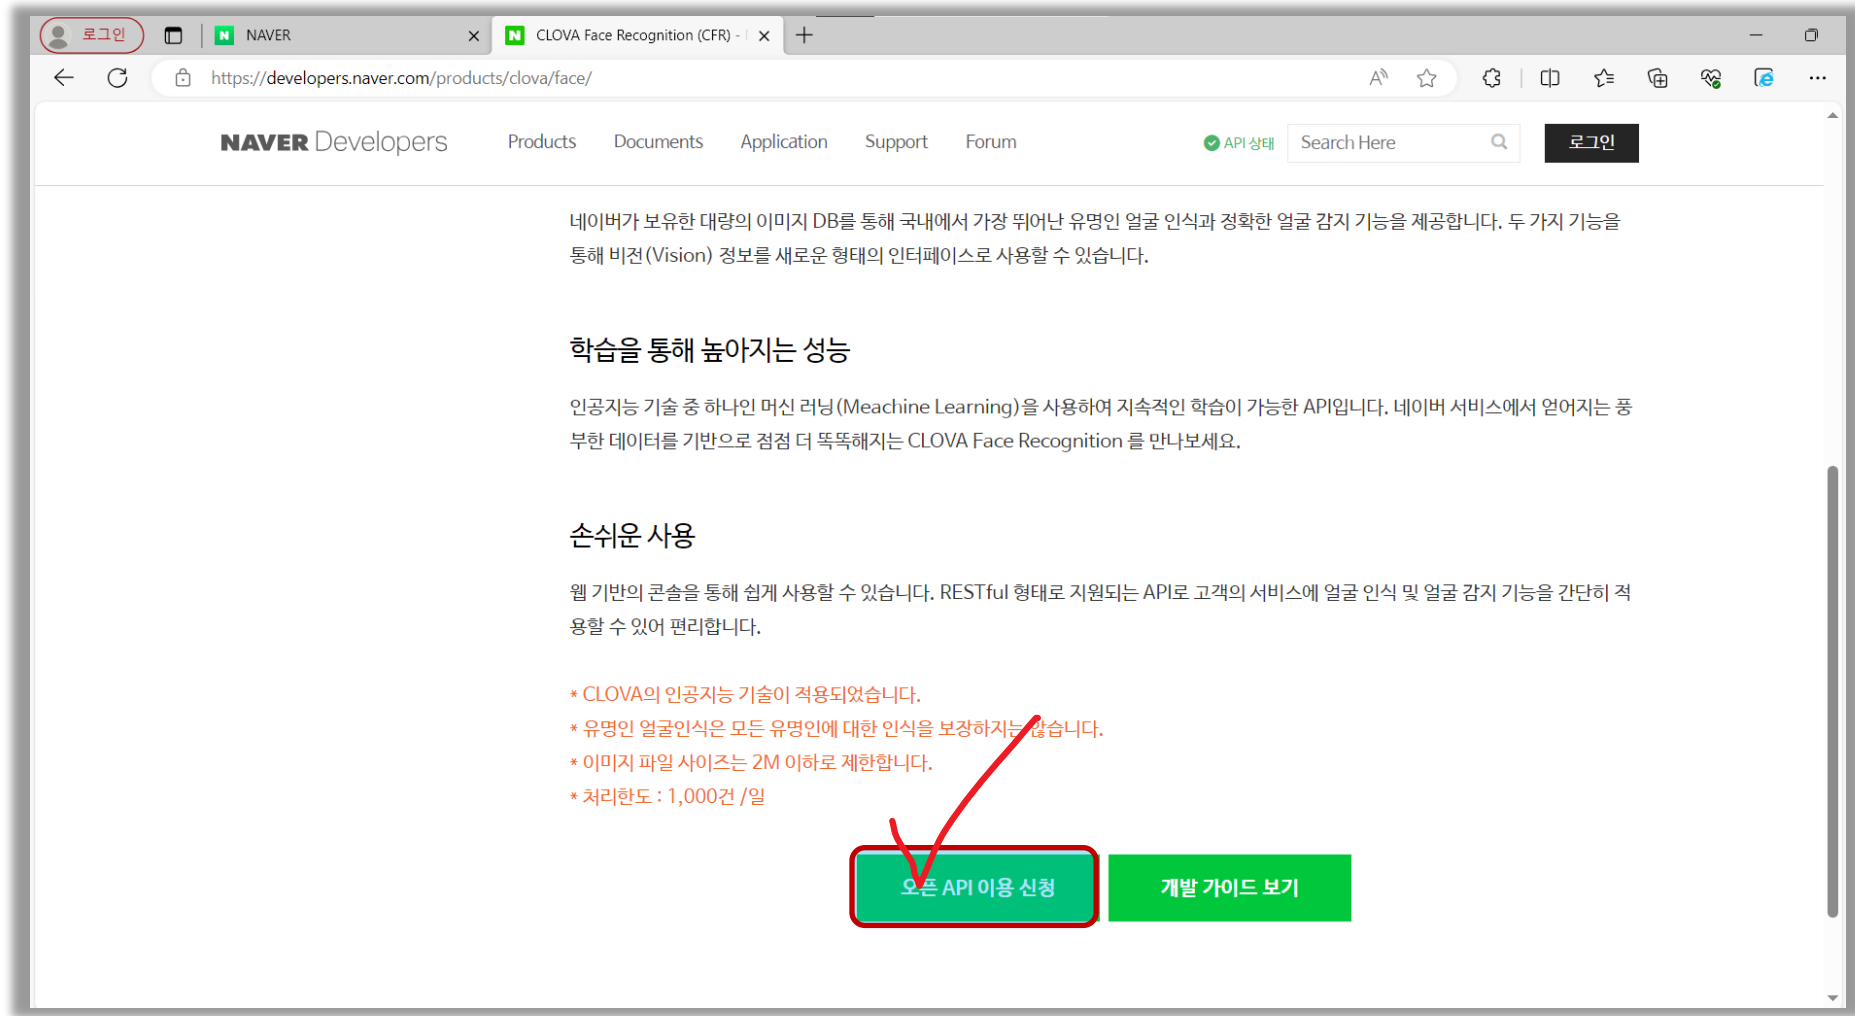 로그인
NAVER
CLOVA Face Recognition (CFR) -
https://developers.naver.com/products/clova/face/
NAVER Developers
Products
Documents
Application
Support
Forum
API 상태
Search Here
로그인
네이버가 보유한 대량의 이미지 DB를 통해 국내에서 가장 뛰어난 유명인 얼굴 인식과 정확한 얼굴 감지 기능을 제공합니다. 두 가지 기능을
통해 비전(Vision) 정보를 새로운 형태의 인터페이스로 사용할 수 있습니다.
학습을 통해 높아지는 성능
인공지능 기술 중 하나인 머신 러닝(Meachine Learning)을 사용하여 지속적인 학습이 가능한 API입니다. 네이버 서비스에서 얻어지는 풍
부한 데이터를 기반으로 점점 더 똑똑해지는 CLOVA Face Recognition 를 만나보세요.
손쉬운 사용
웹 기반의 콘솔을 통해 쉽게 사용할 수 있습니다. RESTful 형태로 지원되는 API로 고객의 서비스에 얼굴 인식 및 얼굴 감지 기능을 간단히 적
용할 수 있어 편리합니다.
* CLOVA의 인공지능 기술이 적용되었습니다.
* 유명인 얼굴인식은 모든 유명인에 대한 인식을 보장하지는 않습니다.
* 이미지 파일 사이즈는 2M 이하로 제한합니다.
* 처리한도 : 1,000건 /일
오픈 API 이용 신청
개발 가이드 보기